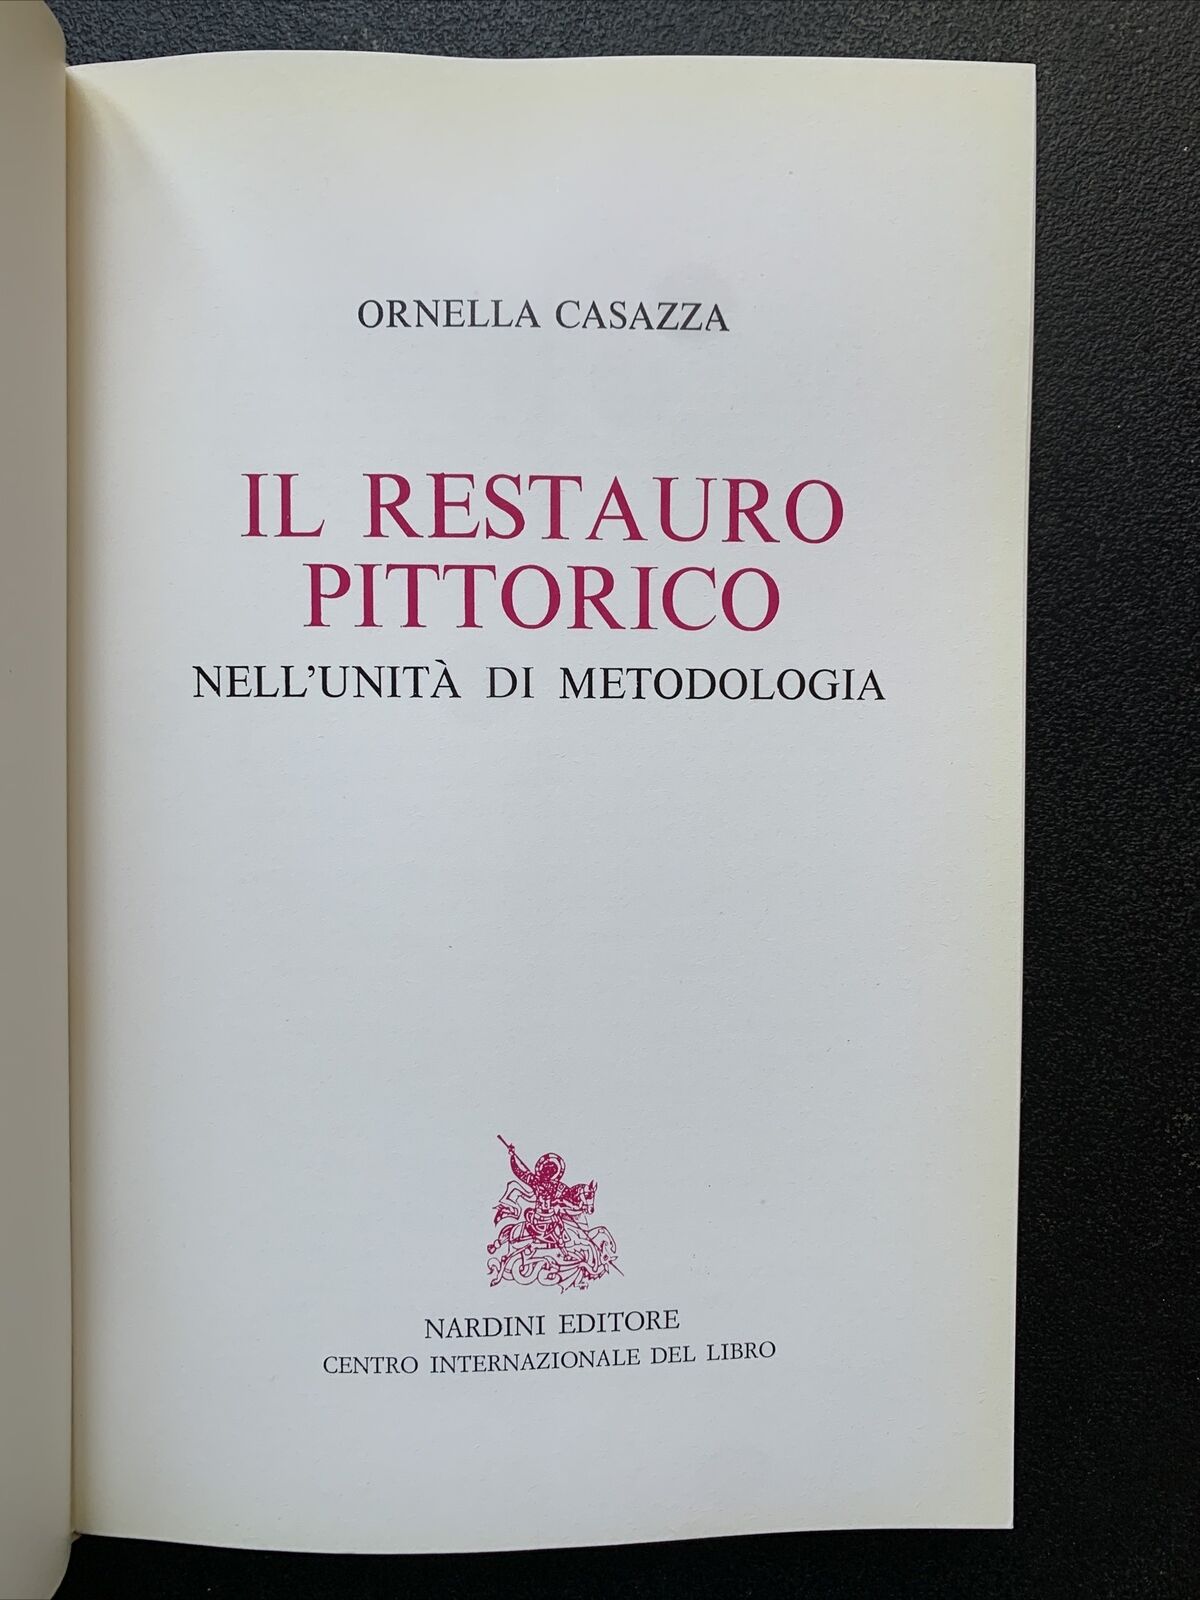 ORNELLA CASAZZA
IL RESTAURO
PITTORICO
NELL'UNITÀ DI METODOLOGIA
NARDINI EDITORE
CENTRO INTERNAZIONALE DEL LIBRO